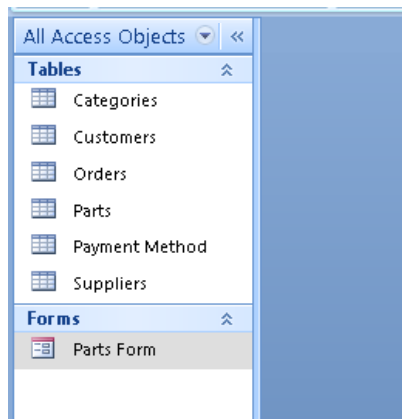 All Access Objects
Tables
Categories
Customers
Orders
Parts
Payment Method
Suppliers
Forms
Parts Form